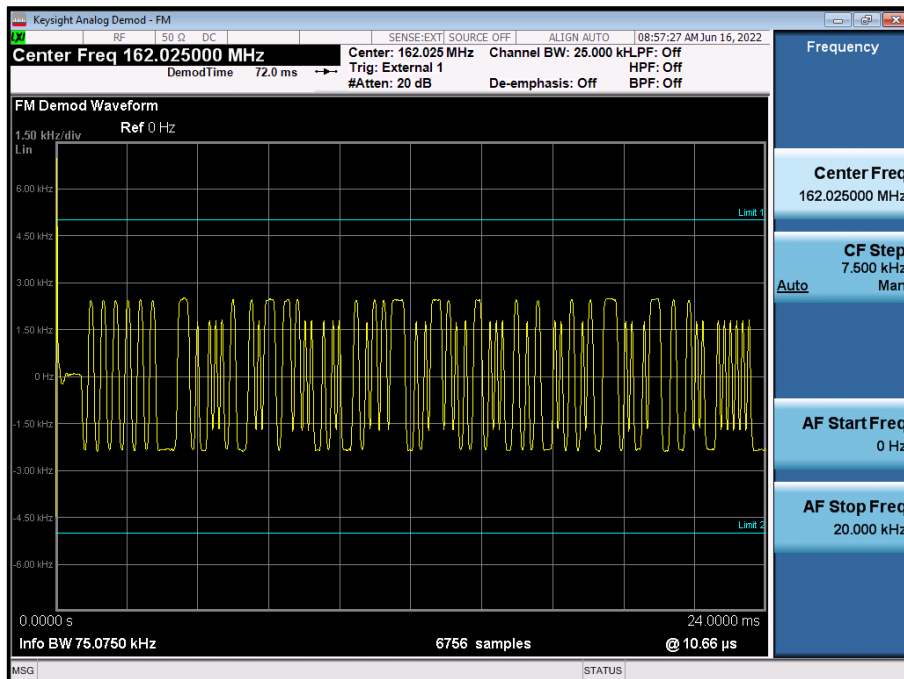 Keysight Analog Demod - FM
LXI RF 50 Ω DC SENSE:EXT SOURCE OFF ALIGN AUTO 08:57:27 AM Jun 16, 2022
Center Freq 162.025000 MHz
DemodTime 72.0 ms
Center: 162.025 MHz Channel BW: 25.000 kHLPF: Off
Trig: External 1 HPF: Off
#Atten: 20 dB De-emphasis: Off BPF: Off
FM Demod Waveform
1.50 kHz/div Ref 0 Hz
Lin
6.00 kHz
Limit 1
4.50 kHz
3.00 kHz
1.50 kHz
0 Hz
-1.50 kHz
-3.00 kHz
-4.50 kHz
Limit 2
-6.00 kHz
0.0000 s 24.0000 ms
Info BW 75.0750 kHz 6756 samples @ 10.66 µs
MSG STATUS
Frequency
Center Freq
162.025000 MHz
CF Step
7.500 kHz
Auto Man
AF Start Freq
0 Hz
AF Stop Freq
20.000 kHz